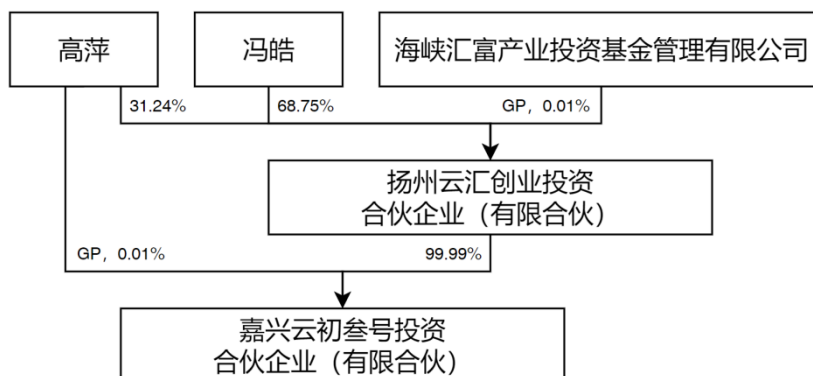 高萍
冯皓
海峡汇富产业投资基金管理有限公司
31.24%
68.75%
GP，0.01%
扬州云汇创业投资
合伙企业（有限合伙）
GP，0.01%
99.99%
嘉兴云初叁号投资
合伙企业（有限合伙）